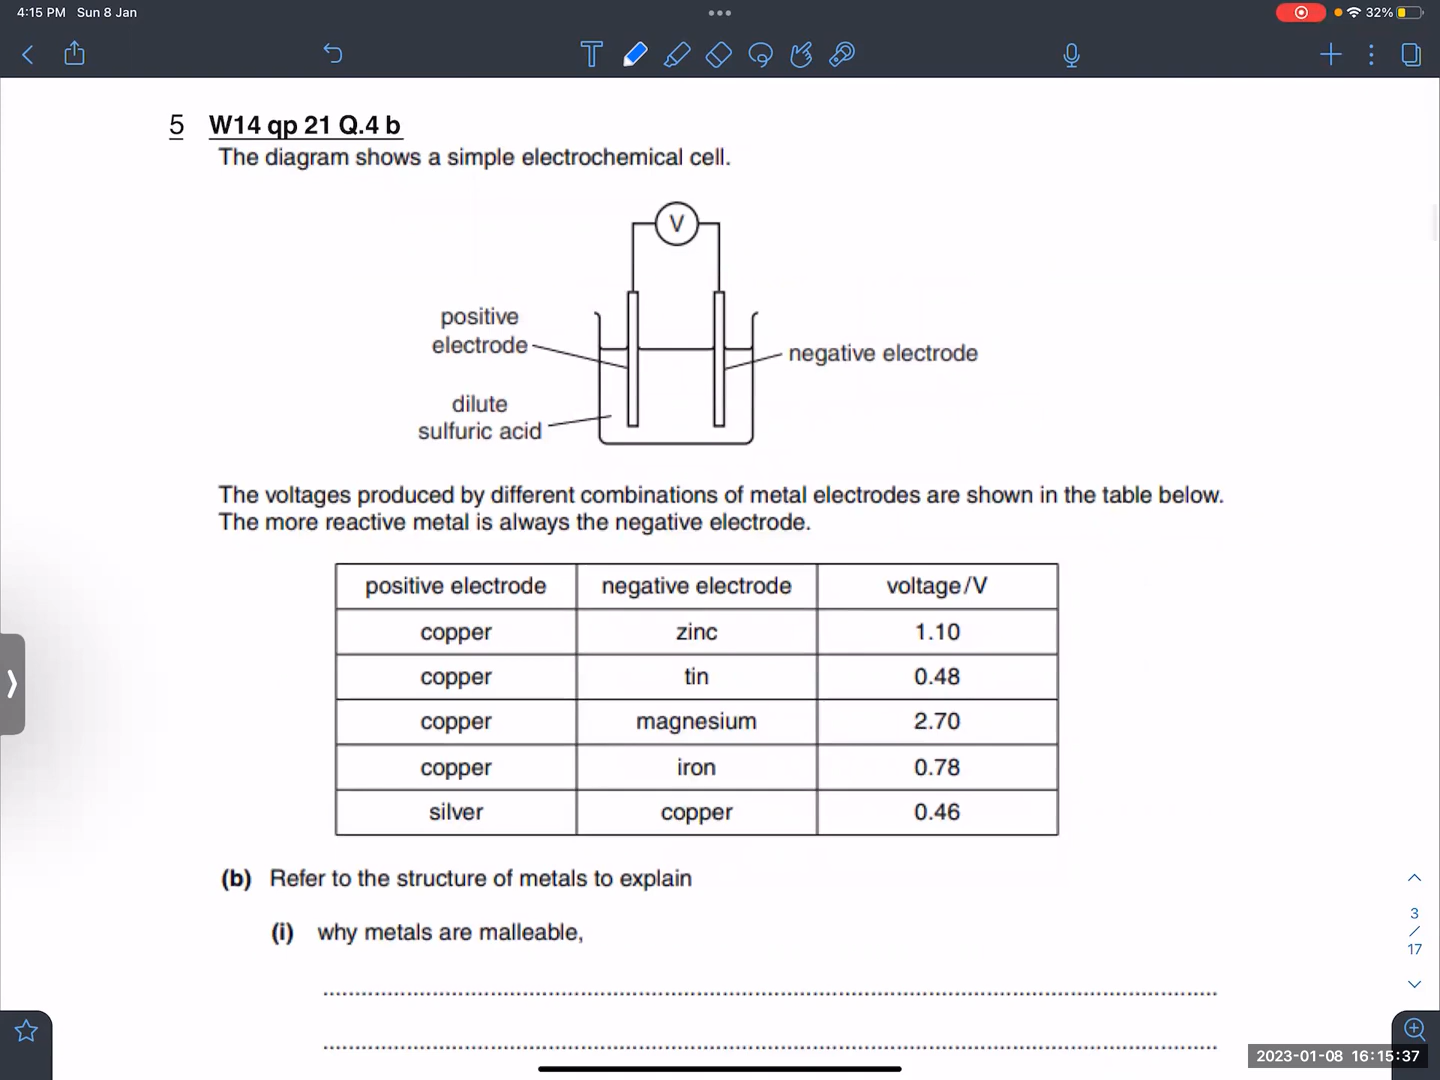 4:15 PM Sun 8 Jan
32%
5 W14 qp 21 Q.4 b
The diagram shows a simple electrochemical cell.
V
positive
electrode
negative electrode
dilute
sulfuric acid
The voltages produced by different combinations of metal electrodes are shown in the table below.
The more reactive metal is always the negative electrode.
positive electrode negative electrode voltage/V
copper zinc 1.10
copper tin 0.48
copper magnesium 2.70
copper iron 0.78
silver copper 0.46
(b) Refer to the structure of metals to explain
(i) why metals are malleable,
3
/
17
2023-01-08 16:15:37